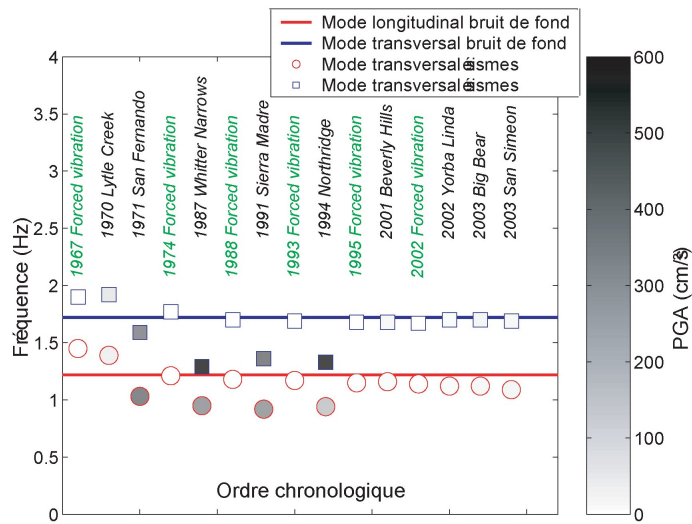 Mode longitudinal bruit de fond
Mode transversal bruit de fond
Mode transversal séismes
Mode transversal séismes
4
3.5
3
2.5
2
1.5
1
0.5
0
Fréquence (Hz)
1967 Forced vibration
1970 Lytle Creek
1971 San Fernando
1974 Forced vibration
1987 Whitter Narrows
1988 Forced vibration
1991 Sierra Madre
1993 Forced vibration
1994 Northridge
1995 Forced vibration
2001 Beverly Hills
2002 Forced vibration
2002 Yorba Linda
2003 Big Bear
2003 San Simeon
Ordre chronologique
600
500
400
300
200
100
0
PGA (cm/s²)